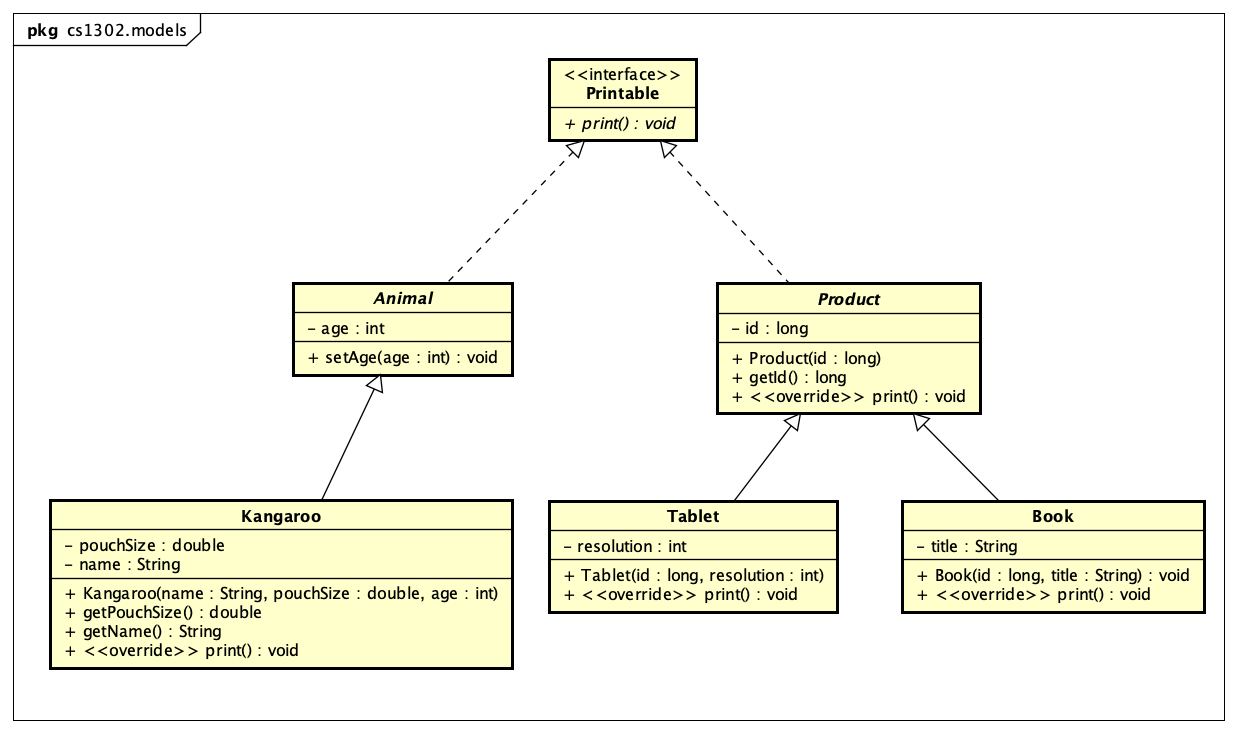 pkg cs1302.models
<<interface>>
Printable
+ print() : void
Animal
- age : int
+ setAge(age : int) : void
Product
- id : long
+ Product(id : long)
+ getId() : long
+ <<override>> print() : void
Kangaroo
- pouchSize : double
- name : String
+ Kangaroo(name : String, pouchSize : double, age : int)
+ getPouchSize() : double
+ getName() : String
+ <<override>> print() : void
Tablet
- resolution : int
+ Tablet(id : long, resolution : int)
+ <<override>> print() : void
Book
- title : String
+ Book(id : long, title : String) : void
+ <<override>> print() : void